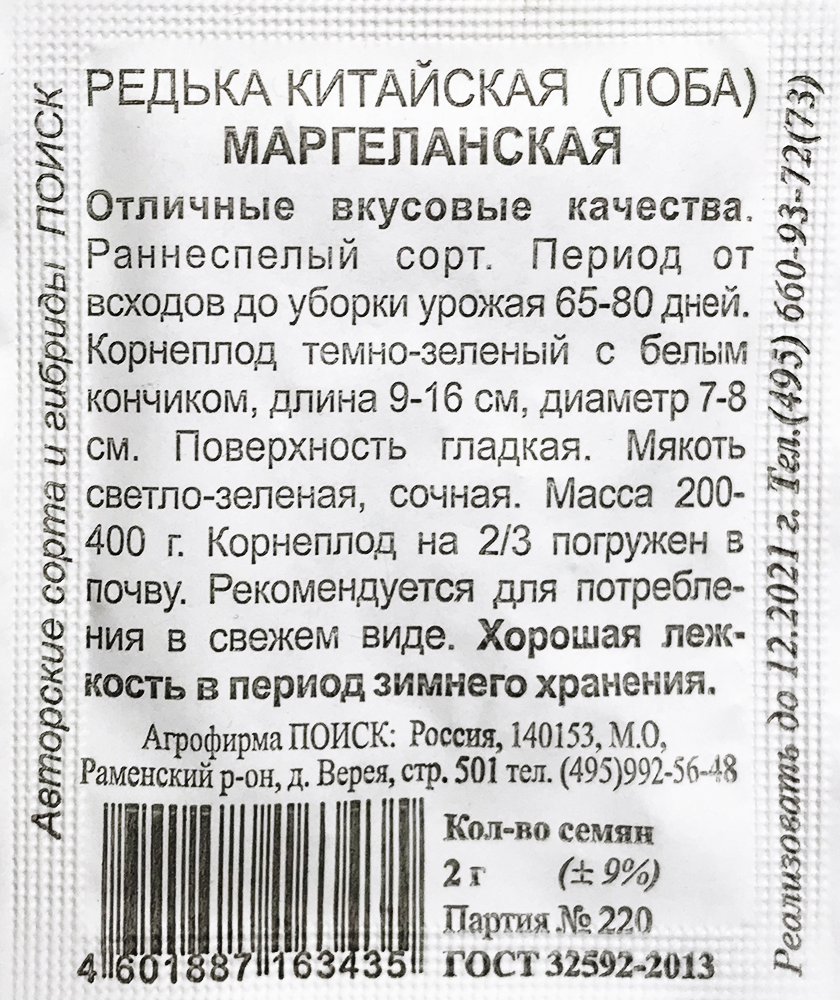 РЕДЬКА КИТАЙСКАЯ (ЛОБА)
МАРГЕЛАНСКАЯ
Отличные вкусовые качества.
Раннеспелый сорт. Период от
всходов до уборки урожая 65-80 дней.
Корнеплод темно-зеленый с белым
кончиком, длина 9-16 см, диаметр 7-8
см. Поверхность гладкая. Мякоть
светло-зеленая, сочная. Масса 200-
400 г. Корнеплод на 2/3 погружен в
почву. Рекомендуется для потребле-
ния в свежем виде. Хорошая леж-
кость в период зимнего хранения.
Агрофирма ПОИСК: Россия, 140153, М.О,
Раменский р-он, д. Верея, стр. 501 тел. (495)992-56-48
Кол-во семян
2 г (± 9%)
Партия № 220
ГОСТ 32592-2013
4 601887 163435
Авторские сорта и гибриды ПОИСК
Реализовать до 12.2021 г. Тел.(495) 660-93-72(73)